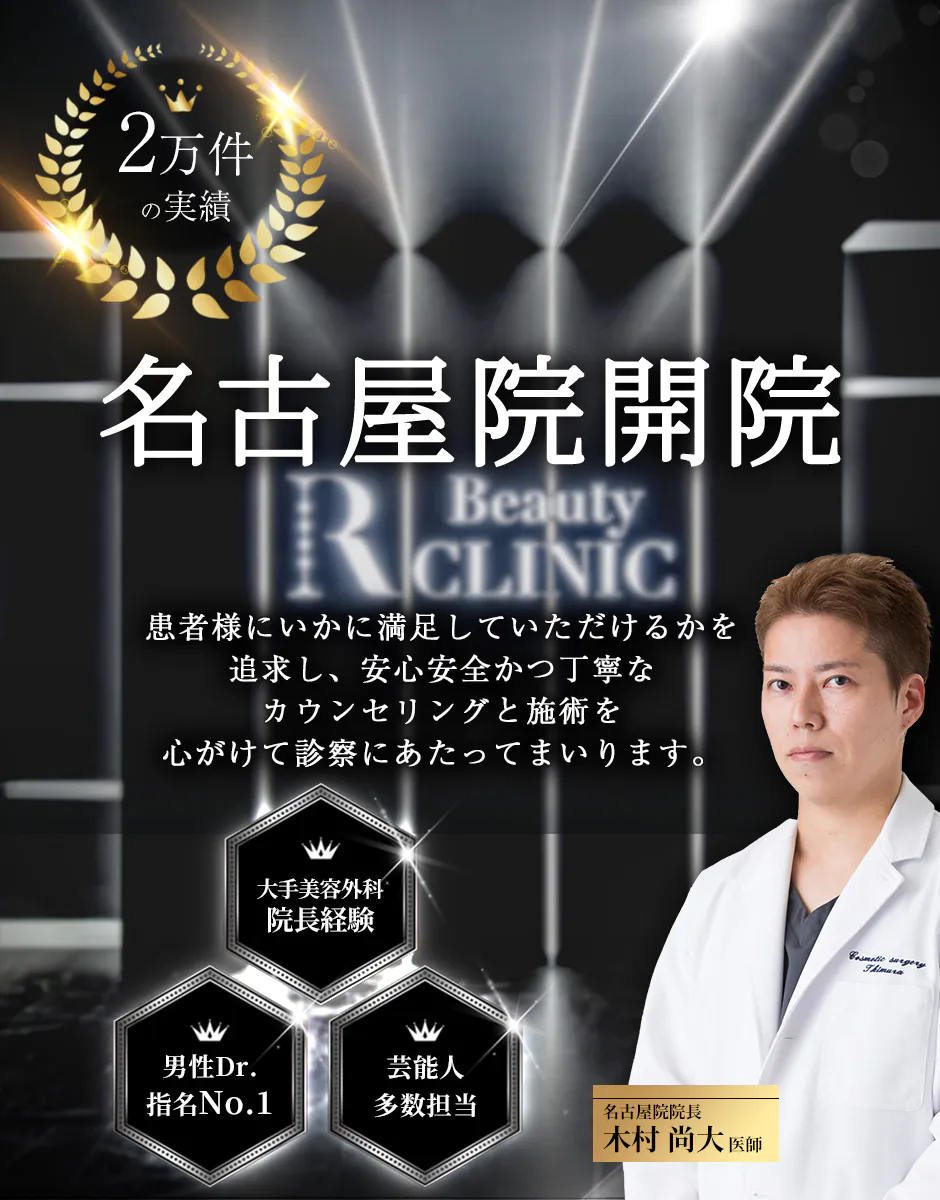 2万件
の実績
名古屋院開院
R Beauty
CLINIC
患者様にいかに満足していただけるかを
追求し、安心安全かつ丁寧な
カウンセリングと施術を
心がけて診察にあたってまいります。
大手美容外科
院長経験
男性Dr.
指名No.1
芸能人
多数担当
Cosmetic surgery
名古屋院院長
木村 尚大 医師